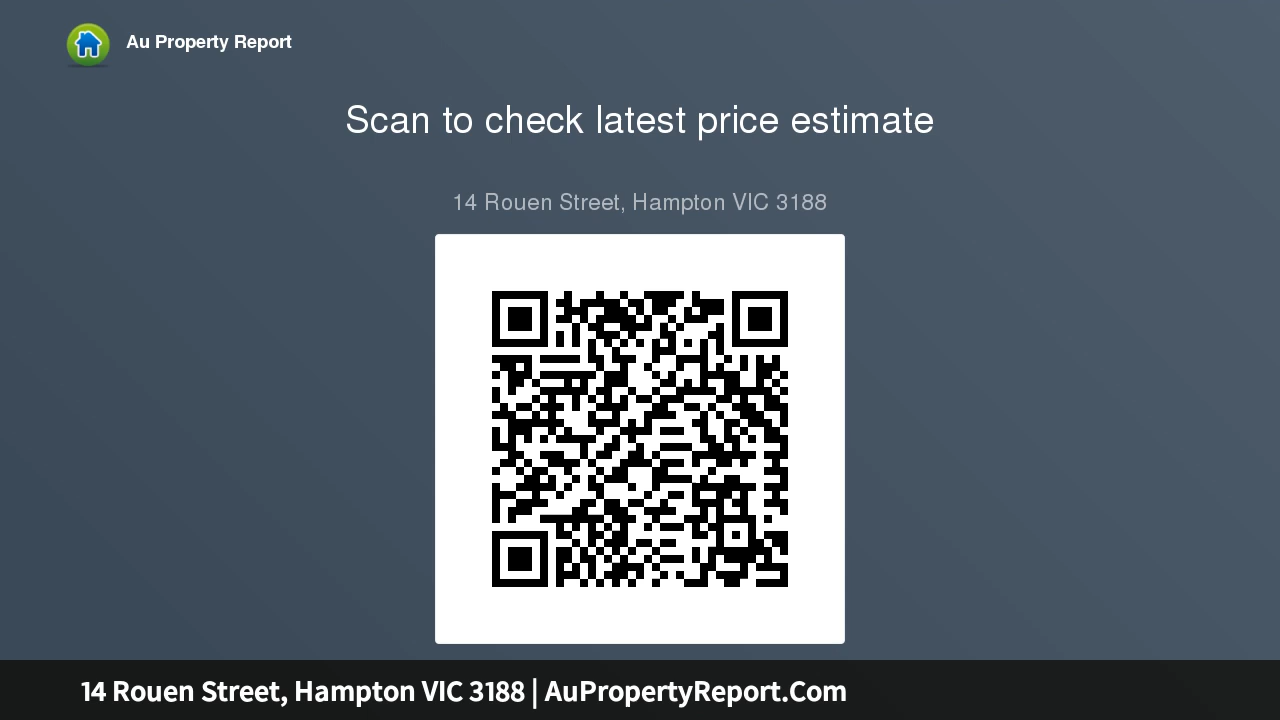 Au Property Report
Scan to check latest price estimate
14 Rouen Street, Hampton VIC 3188
14 Rouen Street, Hampton VIC 3188 | AuPropertyReport.Com